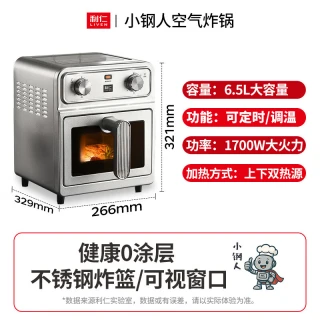 利仁
LIVEN
小钢人空气炸锅
容量：6.5L大容量
功能：可定时/调温
功率：1700W大火力
加热方式：上下双热源
321mm
329mm
266mm
健康0涂层
不锈钢炸篮/可视窗口
*数据来源利仁实验室，数据或有误差，请以实际体验为准。
小钢人